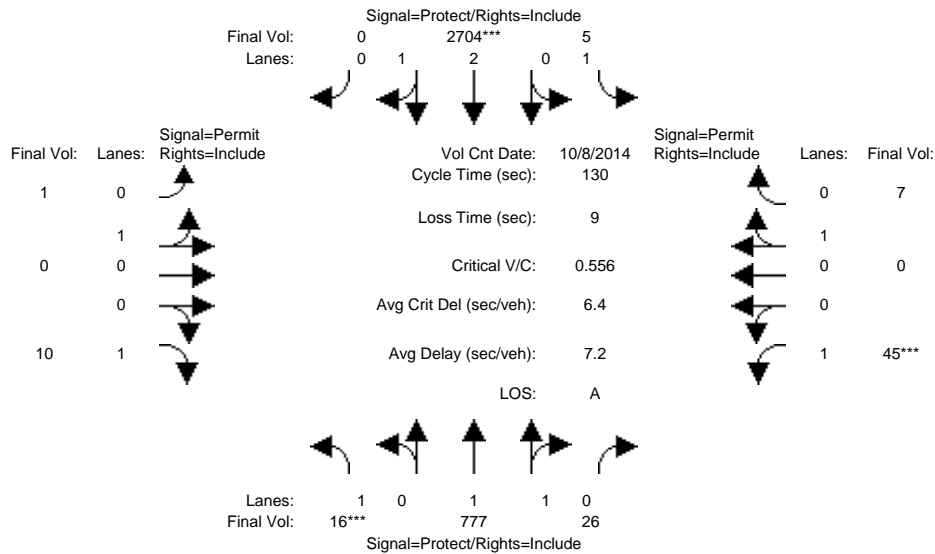 Signal=Protect/Rights=Include
Final Vol: 0 2704*** 5
Lanes: 0 1 2 0 1
Signal=Permit Signal=Permit
Final Vol: Lanes: Rights=Include Vol Cnt Date: 10/8/2014 Rights=Include Lanes: Final Vol:
Cycle Time (sec): 130
1 0 0 7
Loss Time (sec): 9
1 1
0 0 Critical V/C: 0.556 0 0
0 Avg Crit Del (sec/veh): 6.4 0
10 1 Avg Delay (sec/veh): 7.2 1 45***
LOS: A
Lanes: 1 0 1 1 0
Final Vol: 16*** 777 26
Signal=Protect/Rights=Include